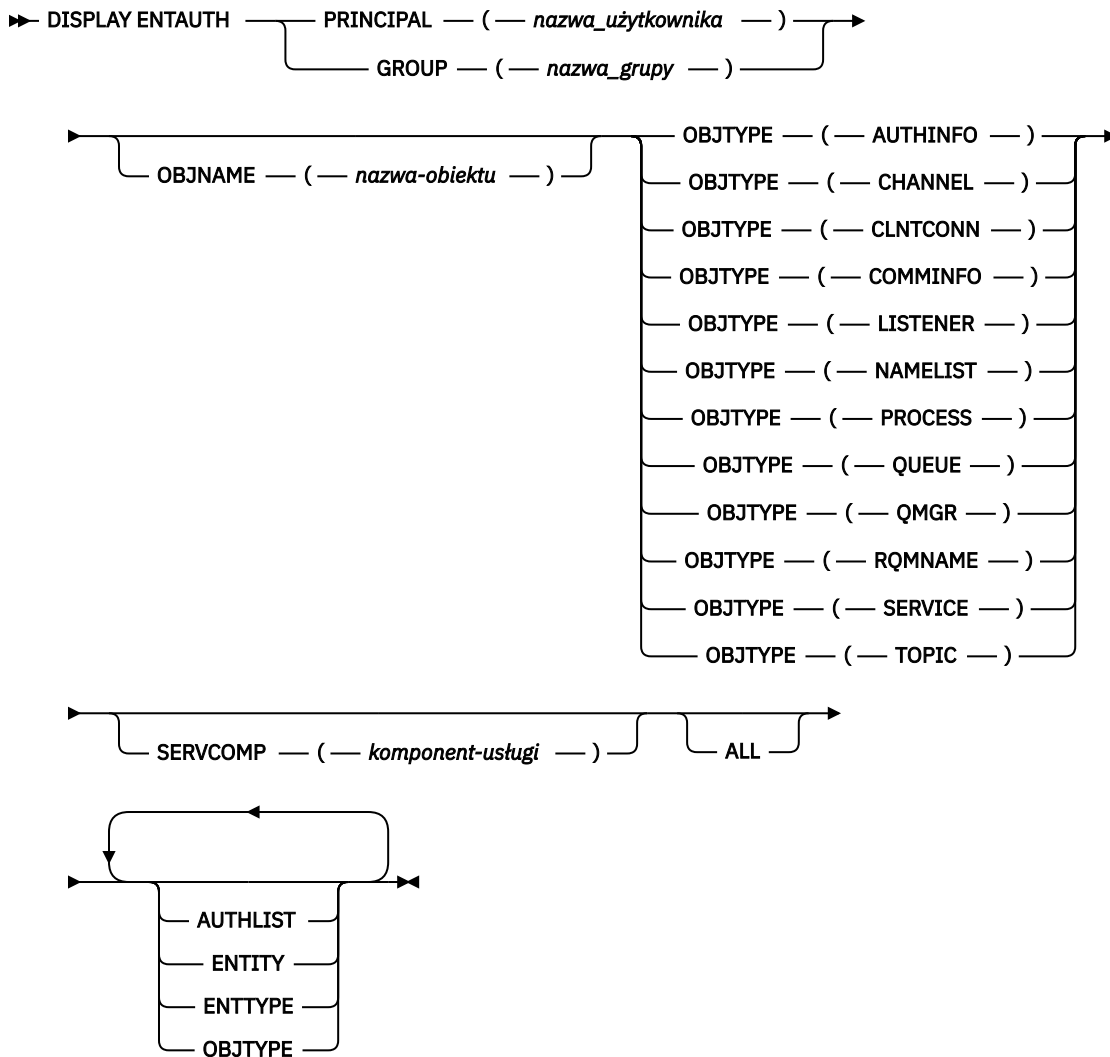 DISPLAY ENTAUTH PRINCIPAL ( nazwa_użytkownika )
GROUP ( nazwa_grupy )
OBJNAME ( nazwa-obiektu )
OBJTYPE ( AUTHINFO )
OBJTYPE ( CHANNEL )
OBJTYPE ( CLNTCONN )
OBJTYPE ( COMMINFO )
OBJTYPE ( LISTENER )
OBJTYPE ( NAMELIST )
OBJTYPE ( PROCESS )
OBJTYPE ( QUEUE )
OBJTYPE ( QMGR )
OBJTYPE ( RQMNAME )
OBJTYPE ( SERVICE )
OBJTYPE ( TOPIC )
SERVCOMP ( komponent-usługi ) ALL
AUTHLIST
ENTITY
ENTTYPE
OBJTYPE